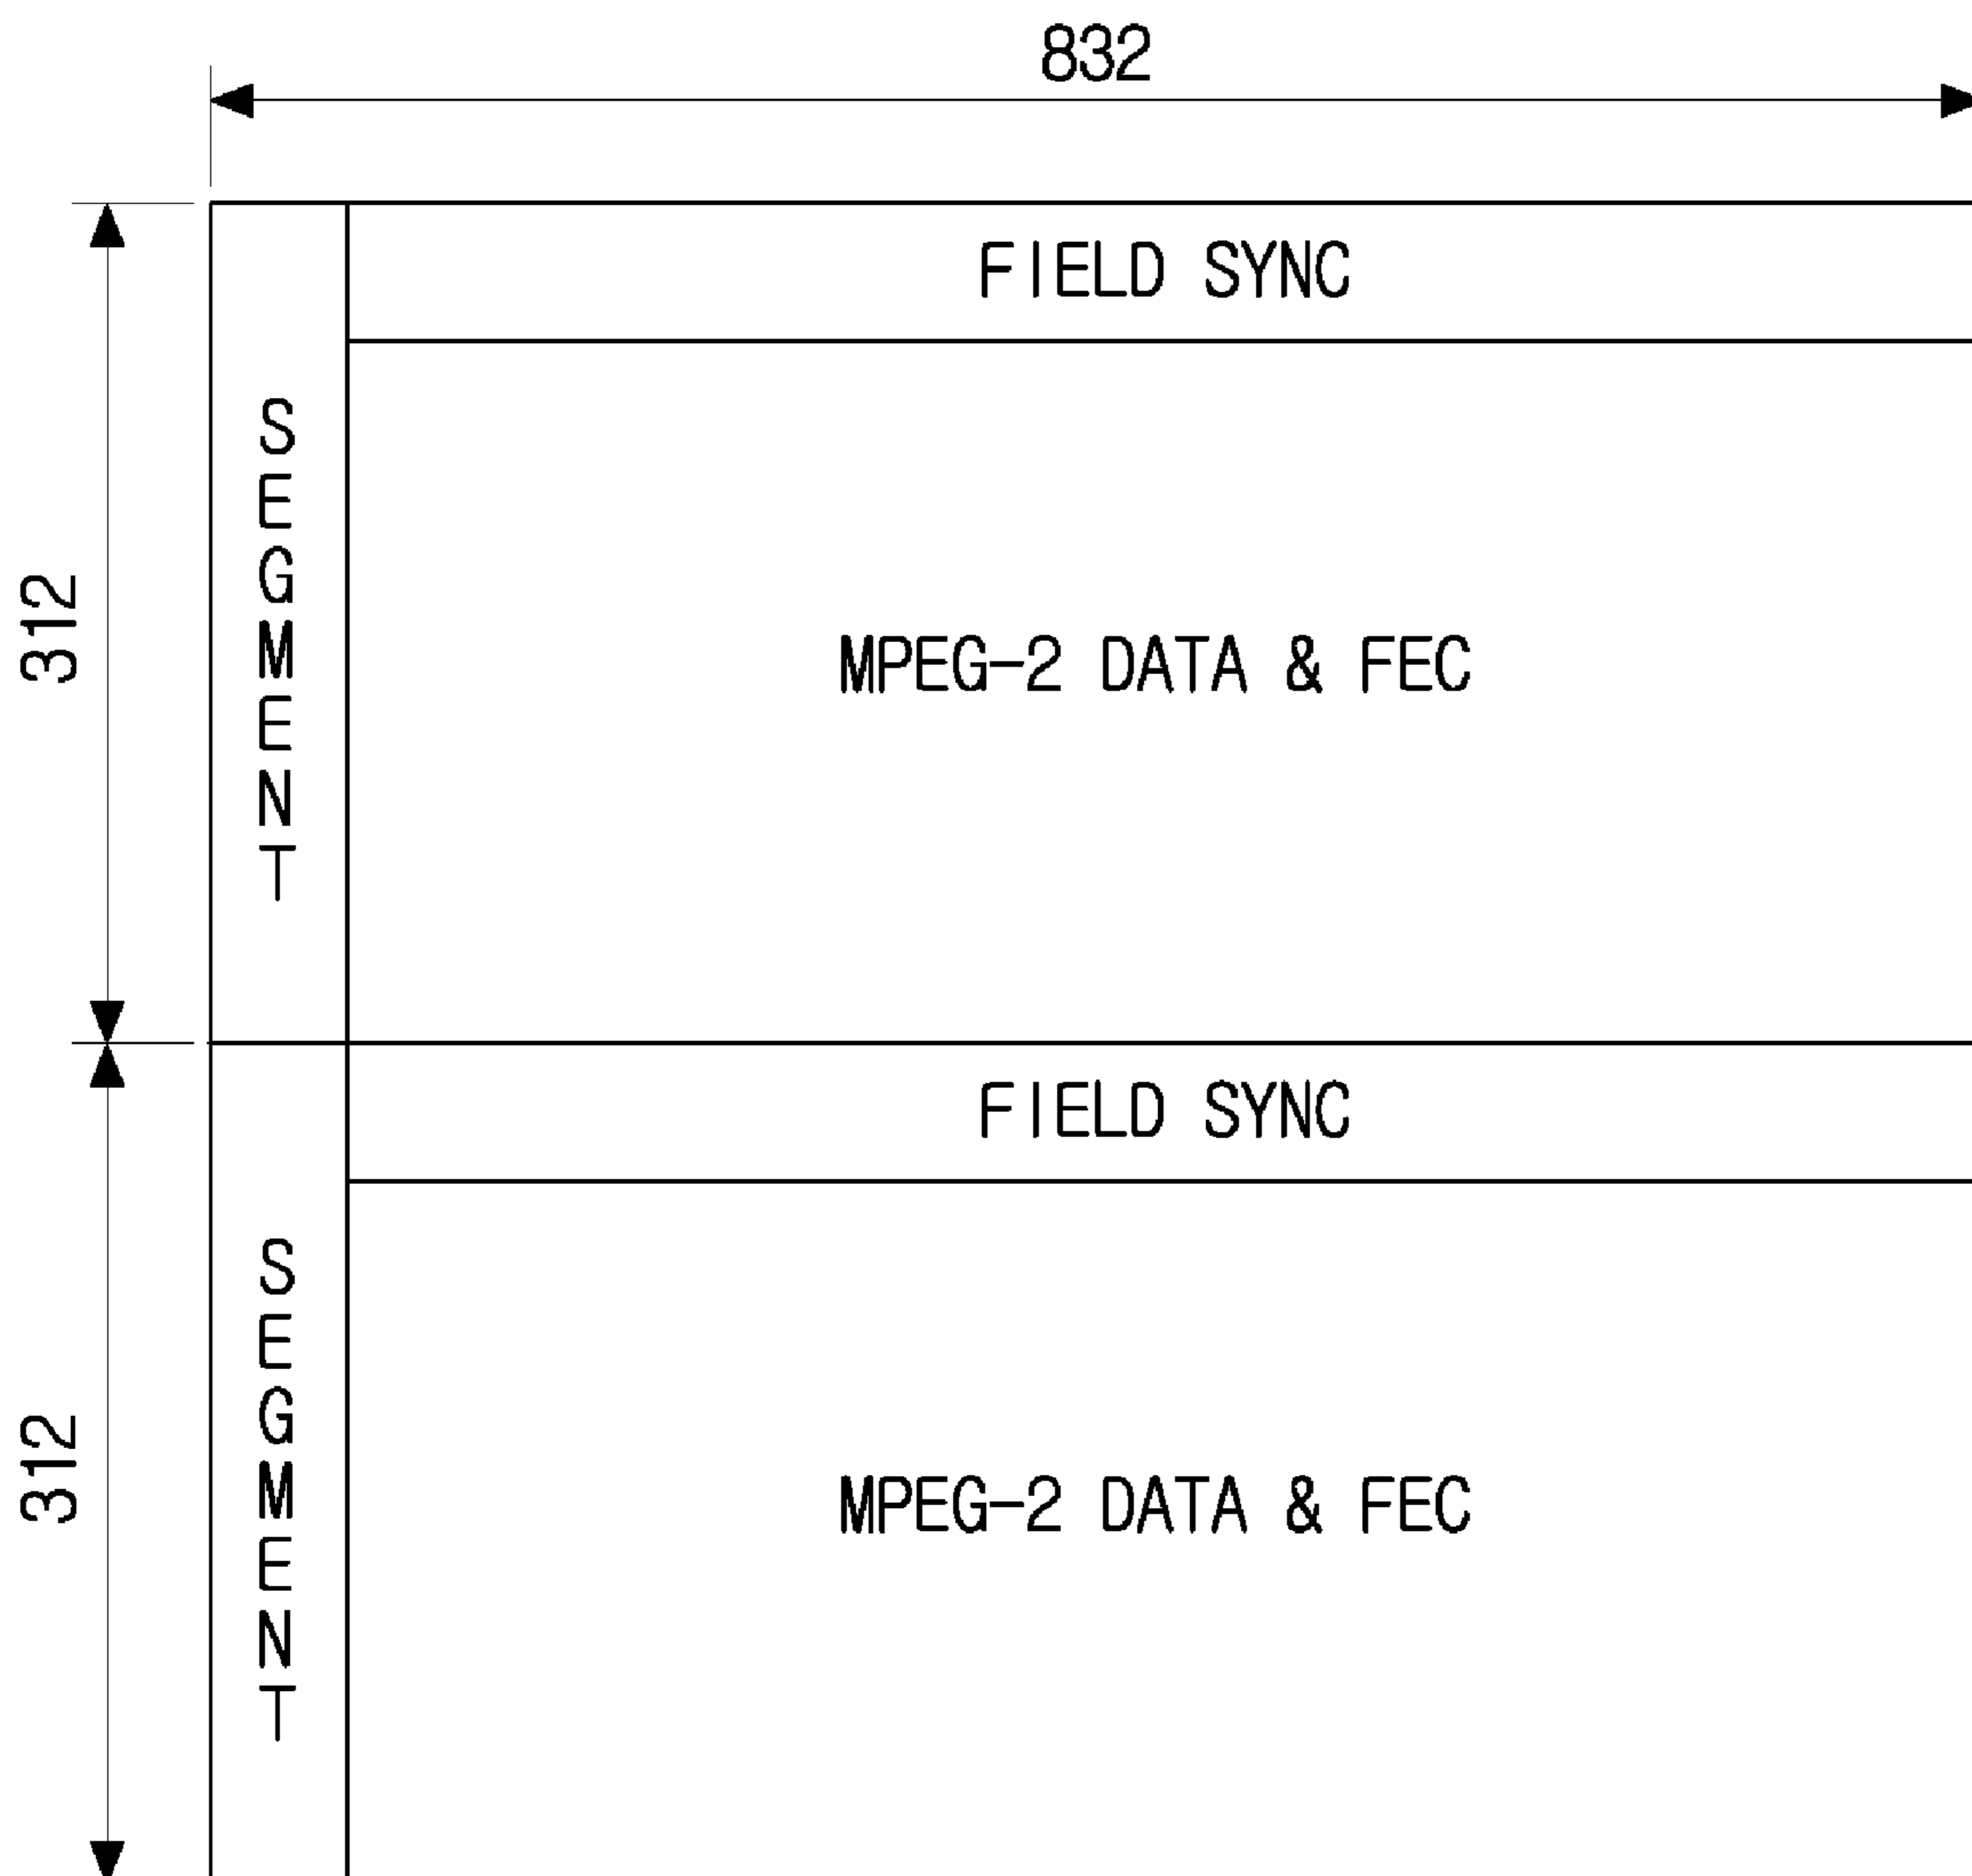 832
FIELD SYNC
SEGMENT
312
MPEG-2 DATA & FEC
FIELD SYNC
SEGMENT
312
MPEG-2 DATA & FEC